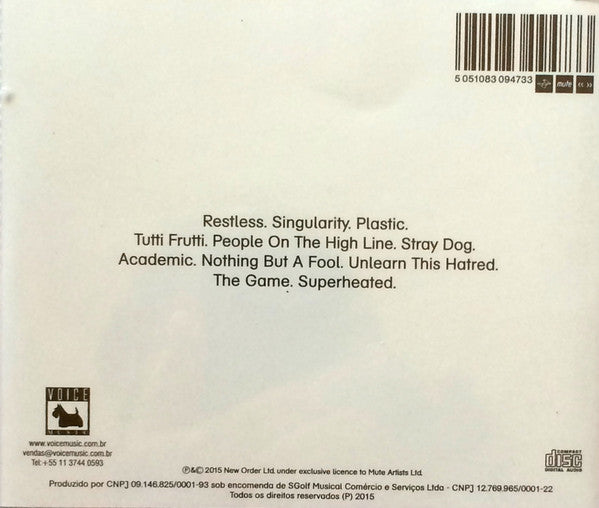 5 051083 094733
mute
Restless. Singularity. Plastic.
Tutti Frutti. People On The High Line. Stray Dog.
Academic. Nothing But A Fool. Unlearn This Hatred.
The Game. Superheated.
VOICE
MUSIC
www.voicemusic.com.br
vendas@voicemusic.com.br
Tel:+55 11 3744 0593
COMPACT
disc
DIGITAL AUDIO
℗&© 2015 New Order Ltd. under exclusive licence to Mute Artists Ltd.
Produzido por CNPJ 09.146.825/0001-93 sob encomenda de SGolf Musical Comércio e Serviços Ltda - CNPJ 12.769.965/0001-22
Todos os direitos reservados (P) 2015